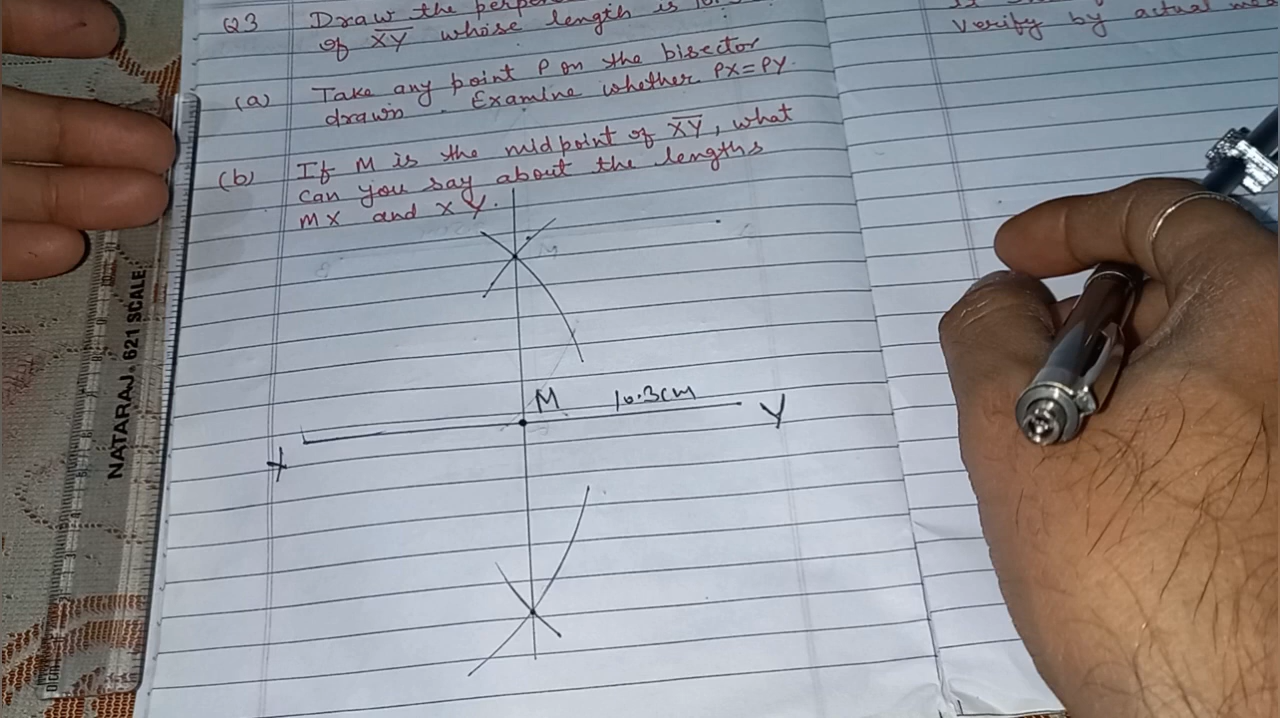 Q3 Draw the
of XY whose length is
(a) Take any point P on the bisector
drawn. Examine whether PX=PY.
(b) If M is the midpoint of XY, what
can you say about the lengths
MX and XY.
Verify by actual
M 10.3cm
X
Y
NATARAJ 621 SCALE